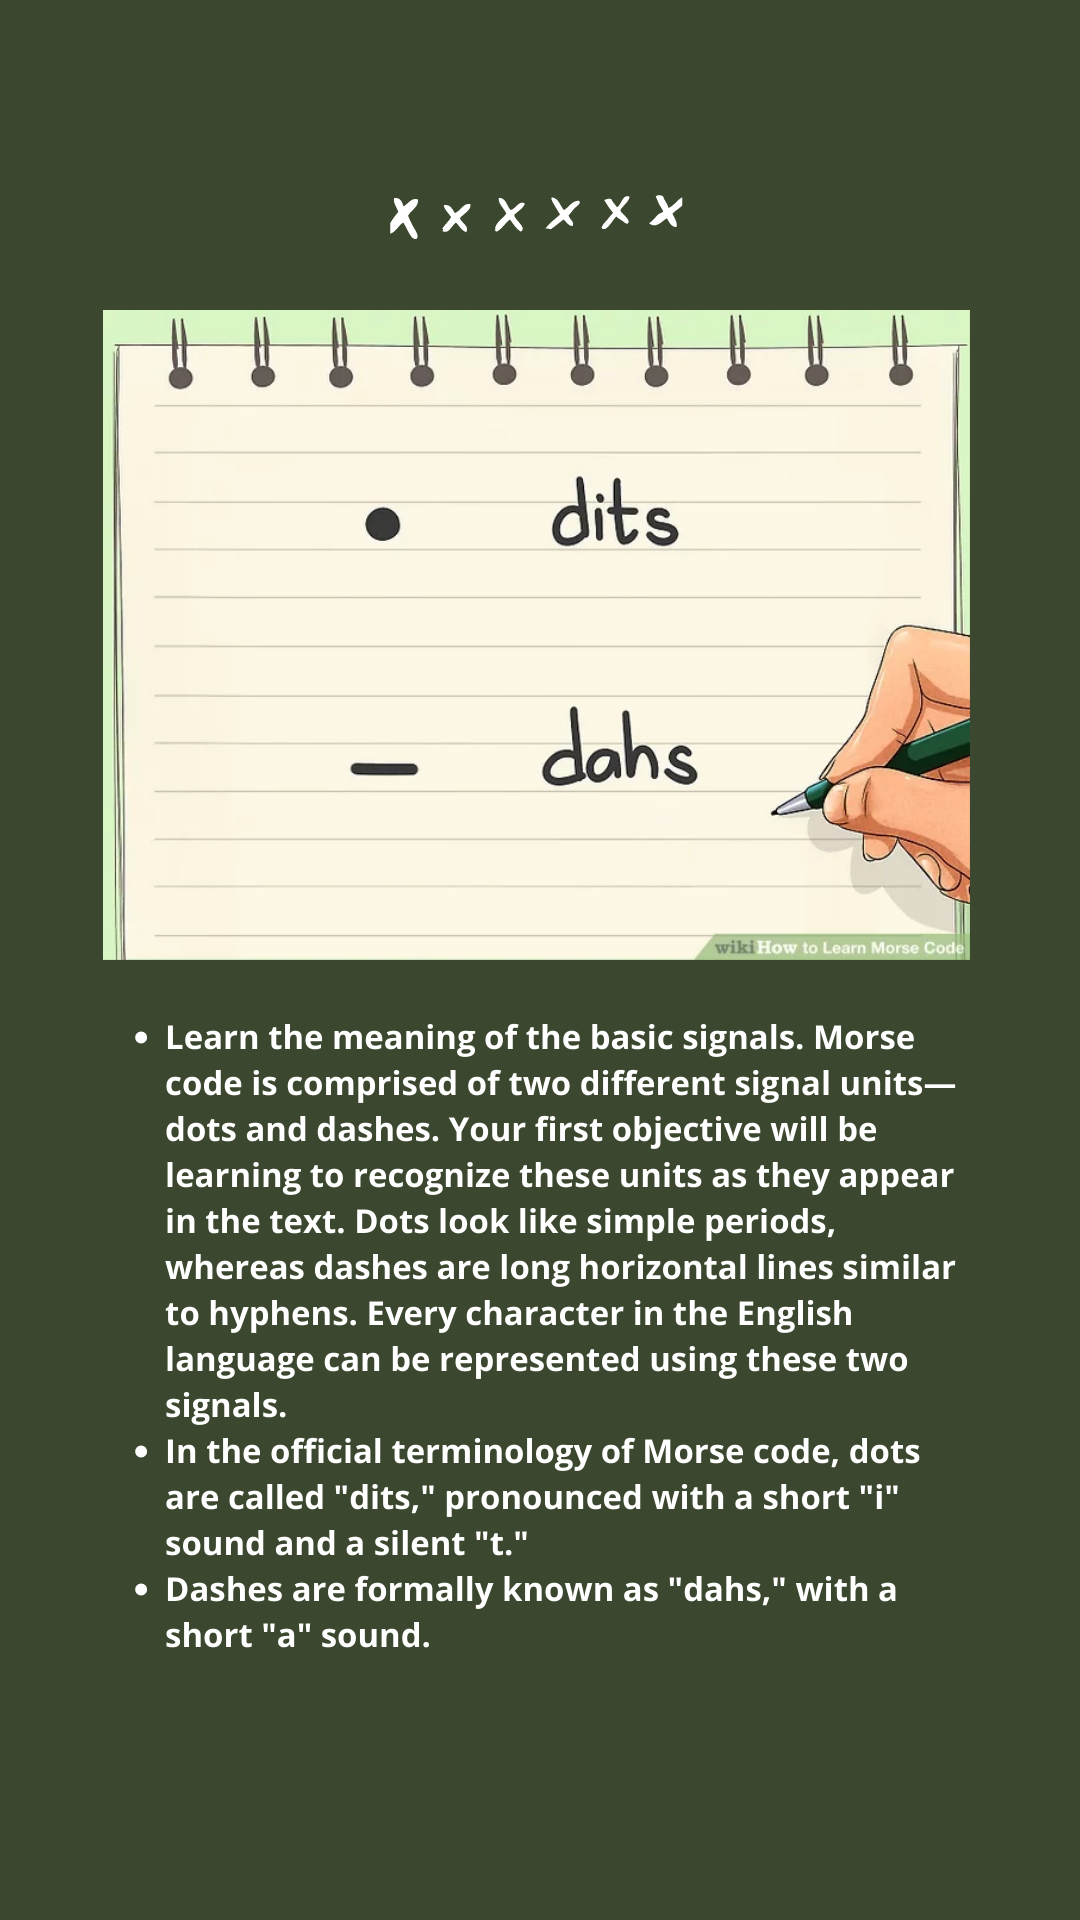 x x x x x x
dits
dahs
wikiHow to Learn Morse Code
• Learn the meaning of the basic signals. Morse
code is comprised of two different signal units—
dots and dashes. Your first objective will be
learning to recognize these units as they appear
in the text. Dots look like simple periods,
whereas dashes are long horizontal lines similar
to hyphens. Every character in the English
language can be represented using these two
signals.
• In the official terminology of Morse code, dots
are called "dits," pronounced with a short "i"
sound and a silent "t."
• Dashes are formally known as "dahs," with a
short "a" sound.